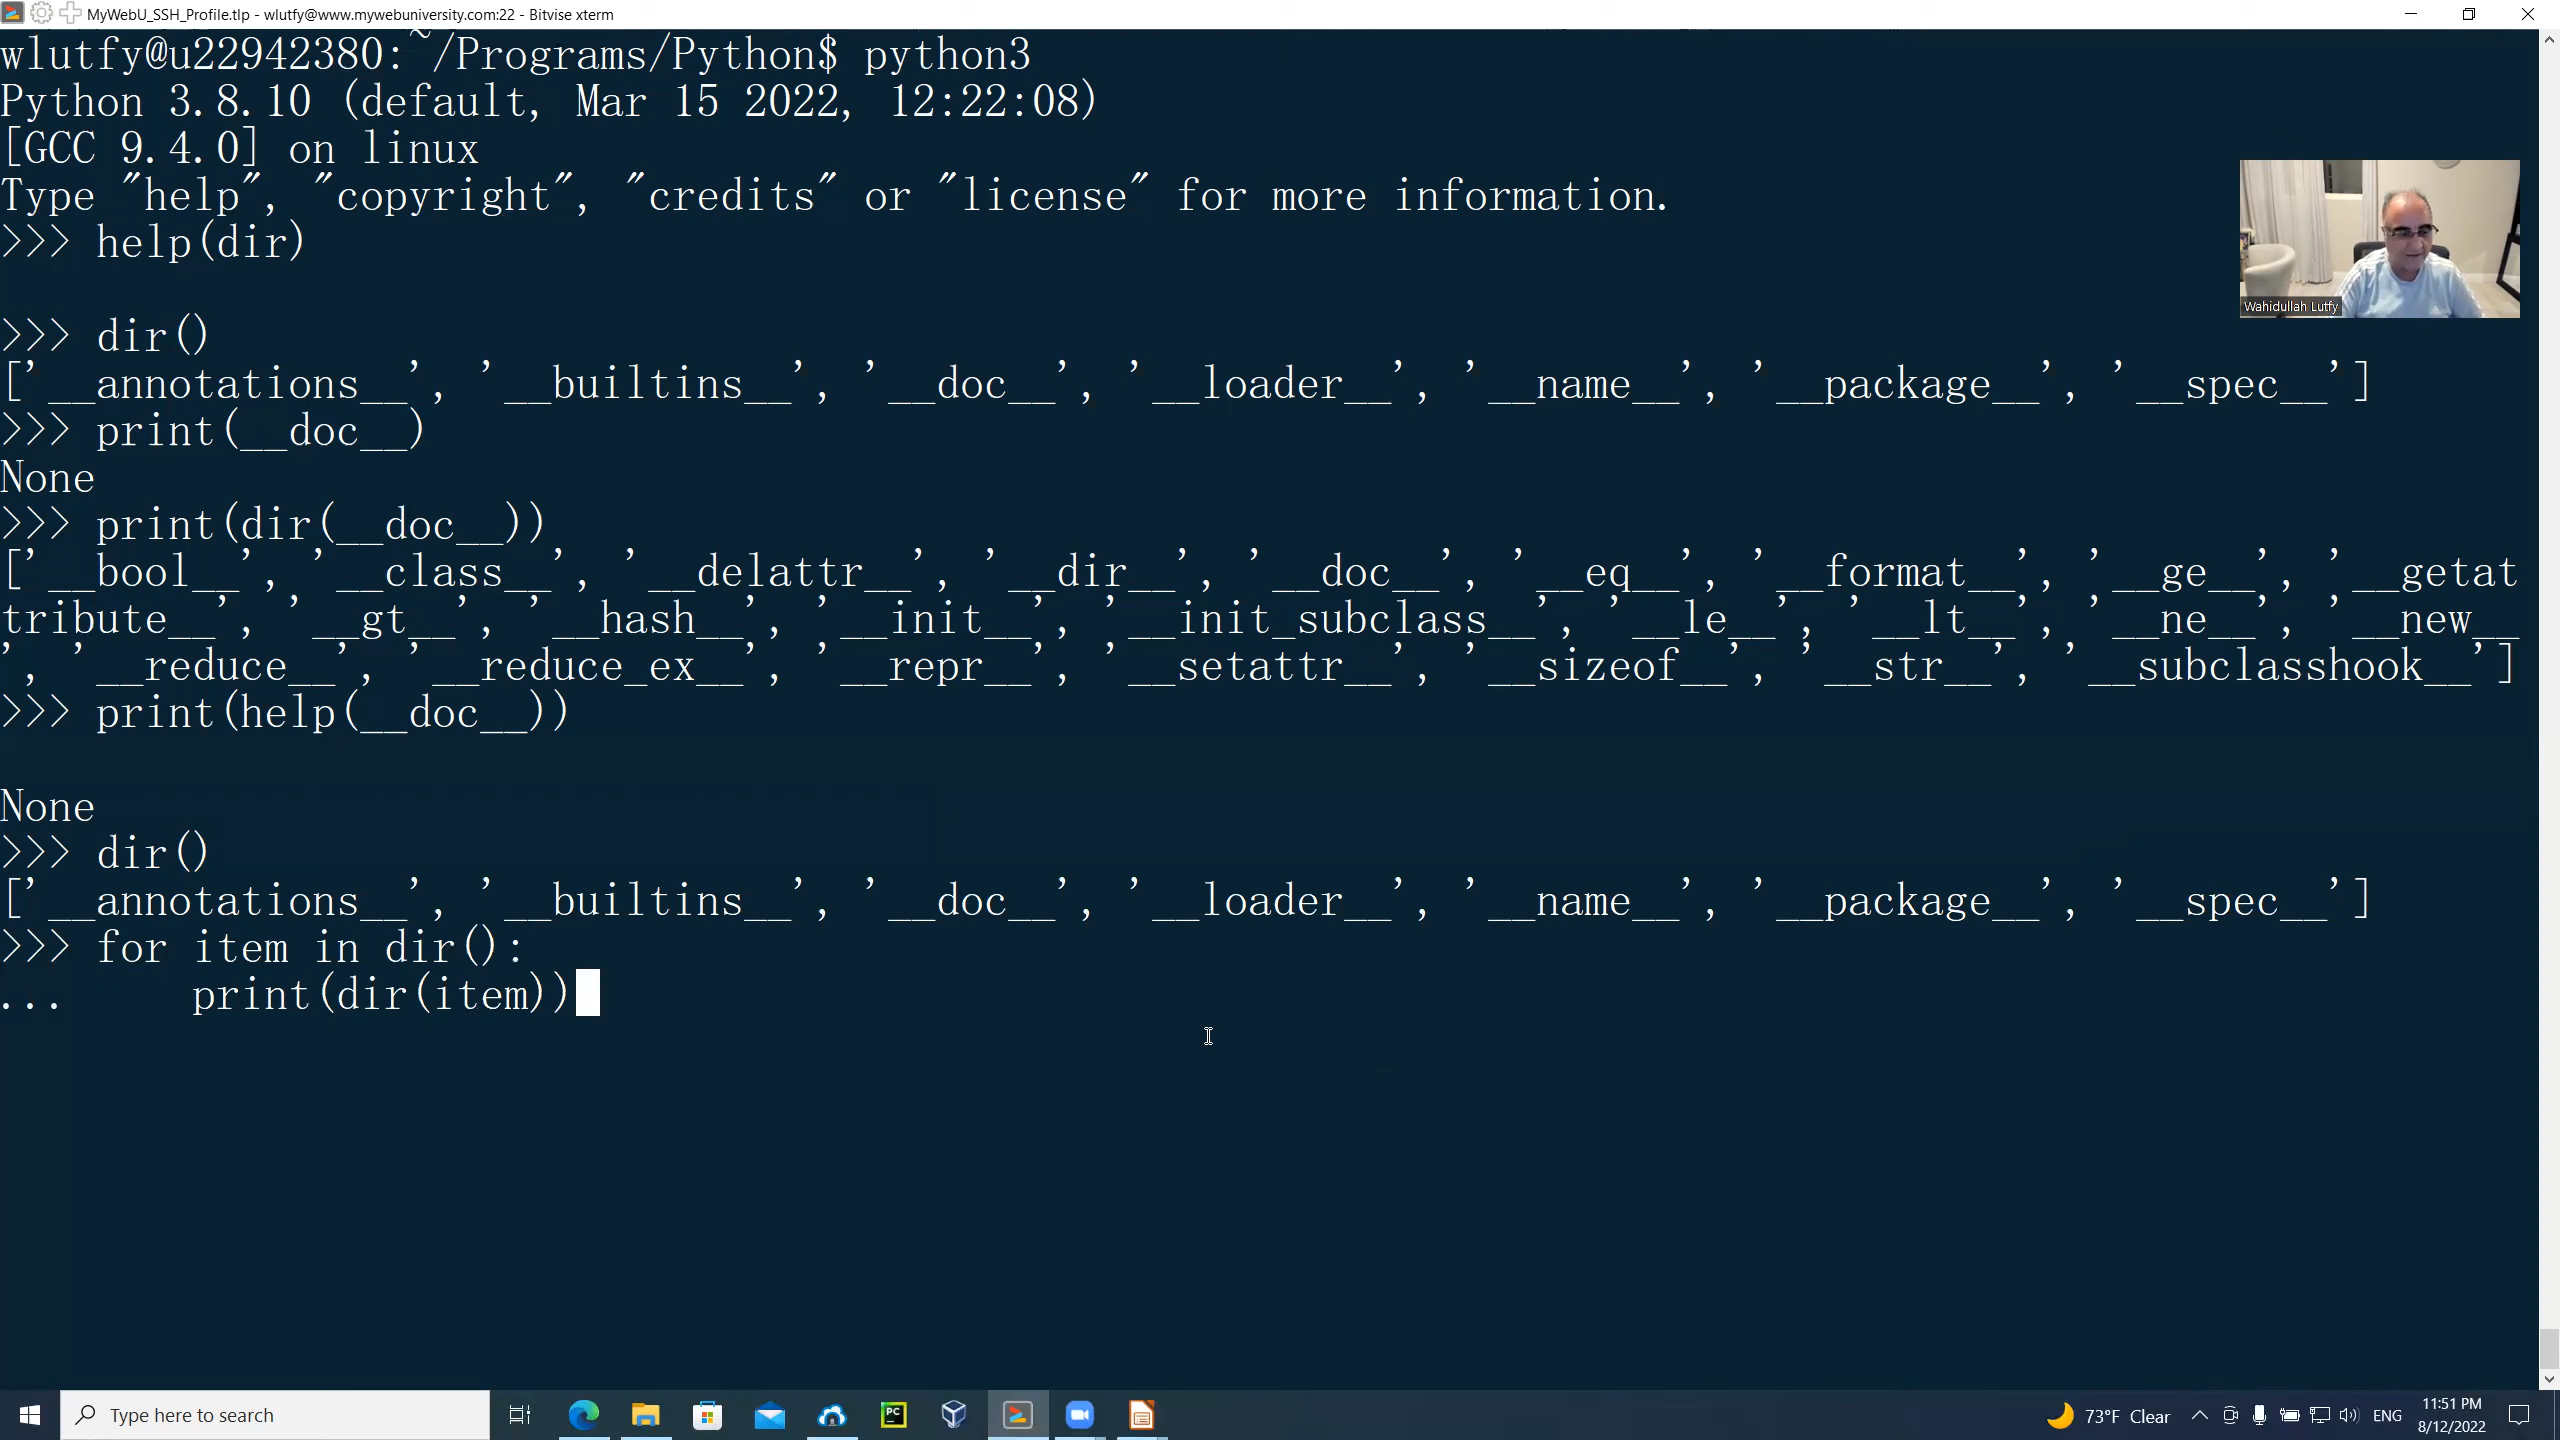 MyWebU_SSH_Profile.tlp - wlutfy@www.mywebuniversity.com:22 - Bitvise xterm
wlutfy@u22942380:~/Programs/Python$ python3
Python 3.8.10 (default, Mar 15 2022, 12:22:08)
[GCC 9.4.0] on linux
Type "help", "copyright", "credits" or "license" for more information.
>>> help(dir)
>>> dir()
['__annotations__', '__builtins__', '__doc__', '__loader__', '__name__', '__package__', '__spec__']
>>> print(__doc__)
None
>>> print(dir(__doc__))
['__bool__', '__class__', '__delattr__', '__dir__', '__doc__', '__eq__', '__format__', '__ge__', '__getat
tribute__', '__gt__', '__hash__', '__init__', '__init_subclass__', '__le__', '__lt__', '__ne__', '__new__
', '__reduce__', '__reduce_ex__', '__repr__', '__setattr__', '__sizeof__', '__str__', '__subclasshook__']
>>> print(help(__doc__))
None
>>> dir()
['__annotations__', '__builtins__', '__doc__', '__loader__', '__name__', '__package__', '__spec__']
>>> for item in dir():
...     print(dir(item))
Wahidullah Lutfy
Type here to search
PC
73°F Clear
ENG
11:51 PM
8/12/2022